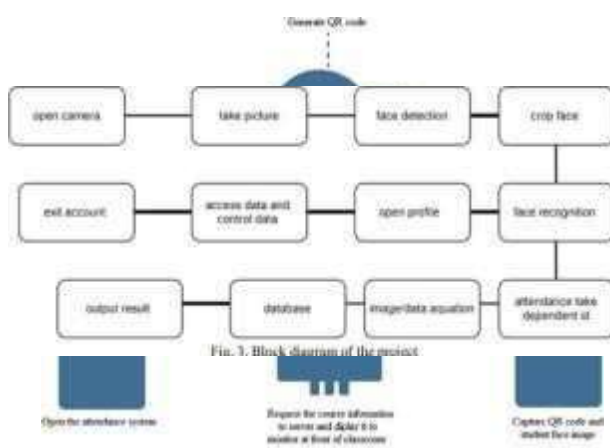 Generate QR code
open camera
take picture
face detection
crop face
exit account
access data and
control data
open profile
face recognition
output result
database
image/data aquation
attendance take
dependent id
Fig. 3. Block diagram of the project
Open the attendance system
Request the course information
to server and diplay it to
monitor at front of classroom
Capture QR code and
student face image